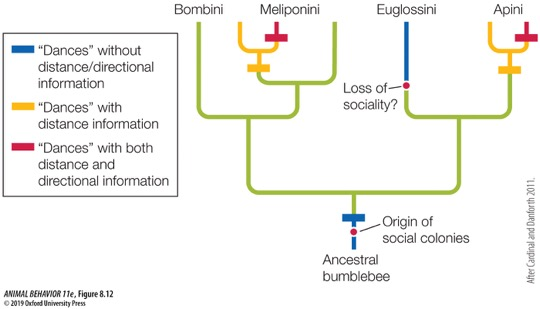 Bombini
Meliponini
Euglossini
Apini
"Dances" without
distance/directional
information
"Dances" with
distance information
"Dances" with both
distance and
directional information
Loss of
sociality?
Origin of
social colonies
Ancestral
bumblebee
After Cardinal and Danforth 2011.
ANIMAL BEHAVIOR 11e, Figure 8.12
© 2019 Oxford University Press